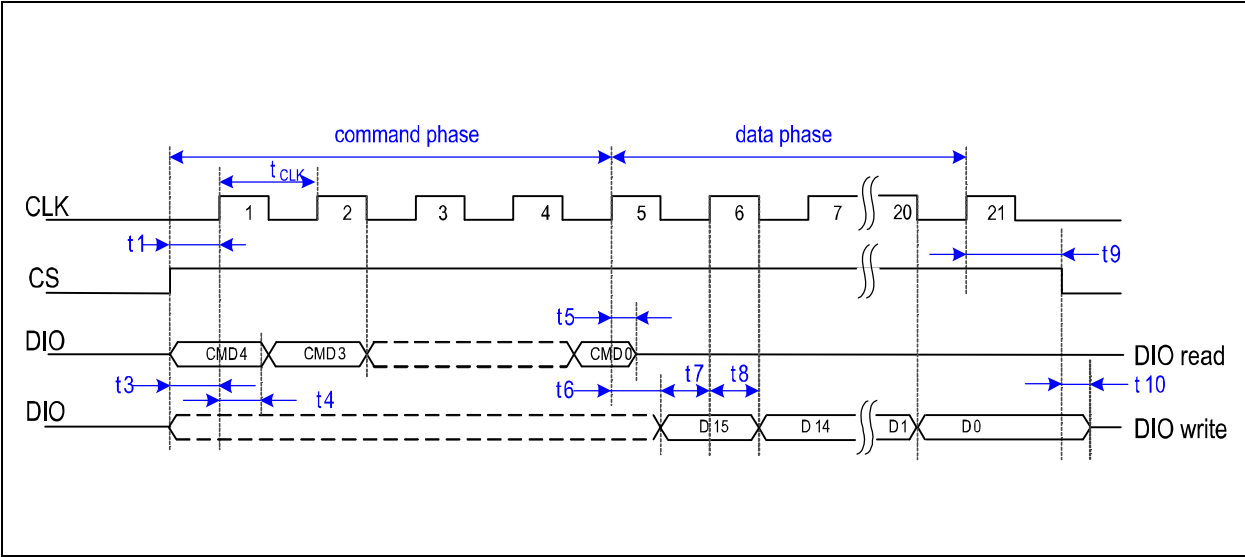 command phase data phase
t CLK
CLK 1 2 3 4 5 6 7 20 21
t1 t9
CS
t5
DIO CMD4 CMD3 CMD0 DIO read
t3 t4 t6 t7 t8 t10
DIO D 15 D 14 D1 D0 DIO write